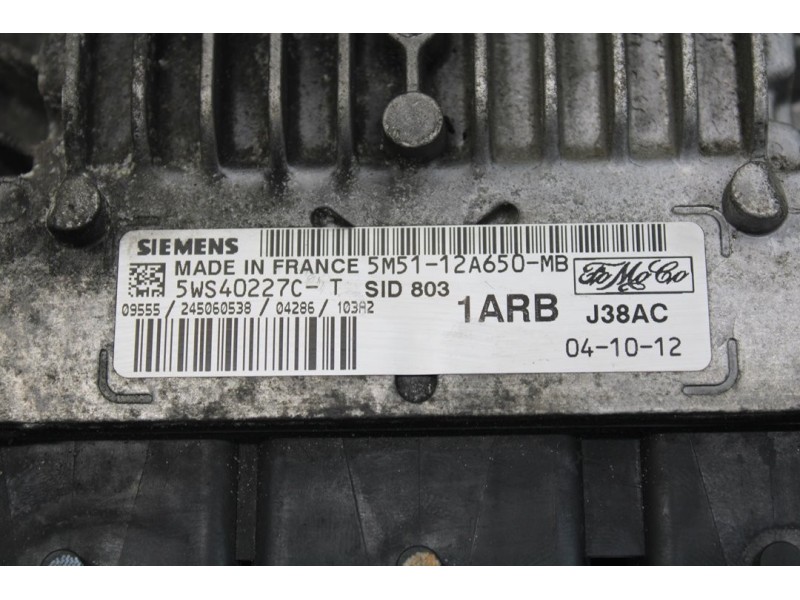 SIEMENS
MADE IN FRANCE 5M51-12A650-MB
5WS40227C-T SID 803
FoMoCo
09555/245060538/04286/103A2
1ARB J38AC
04-10-12